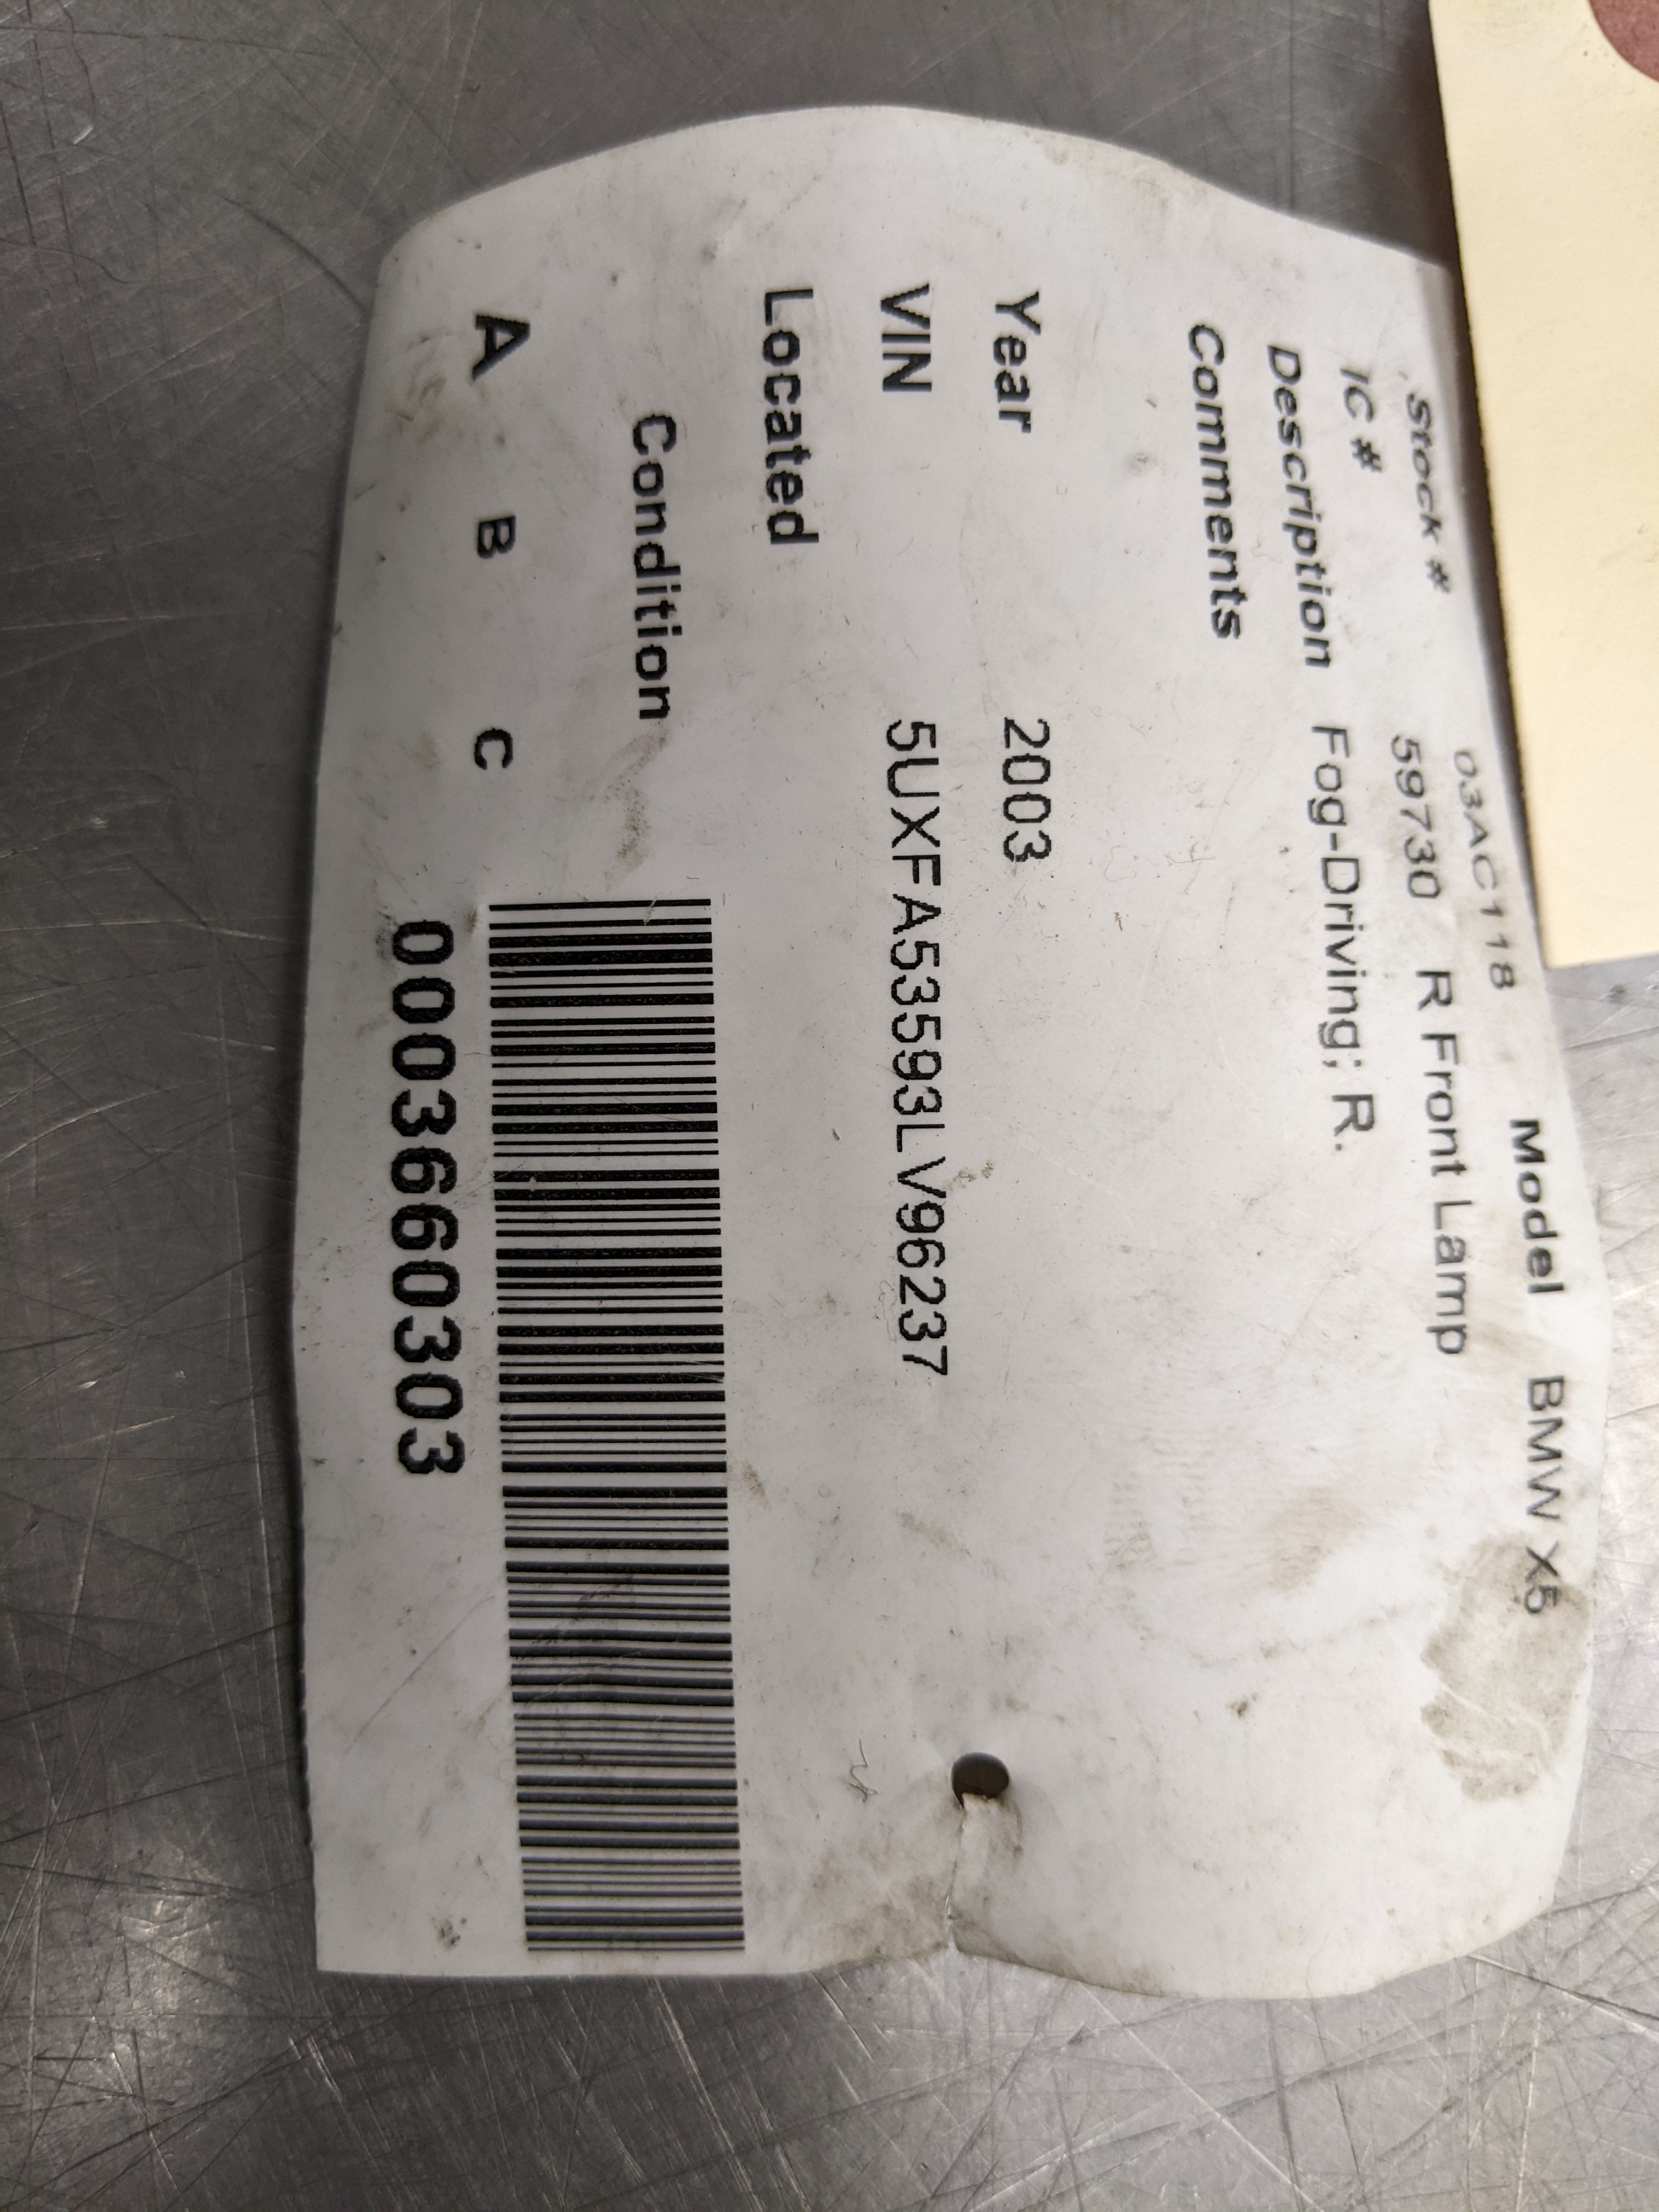 Stock # 03AC118 Model BMW X5
IC # 59730 R Front Lamp
Description Fog-Driving; R.
Comments
Year 2003
VIN 5UXFA53593LV96237
Located
Condition
A B C
0003660303